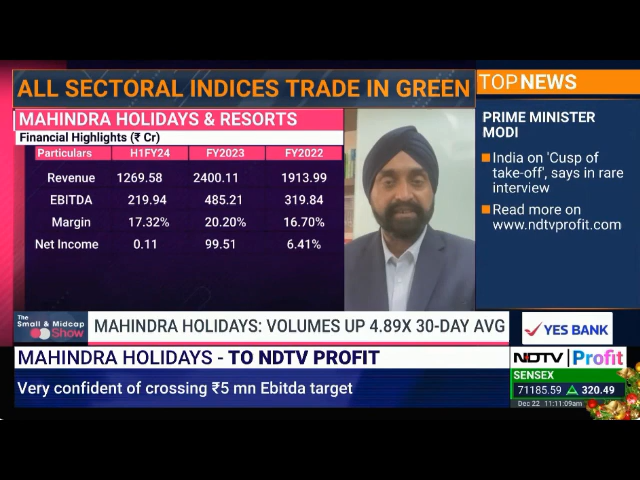 ALL SECTORAL INDICES TRADE IN GREEN
TOP NEWS
MAHINDRA HOLIDAYS & RESORTS
Financial Highlights (₹ Cr)
Particulars H1FY24 FY2023 FY2022
Revenue 1269.58 2400.11 1913.99
EBITDA 219.94 485.21 319.84
Margin 17.32% 20.20% 16.70%
Net Income 0.11 99.51 6.41%
PRIME MINISTER
MODI
India on 'Cusp of
take-off', says in rare
interview
Read more on
www.ndtvprofit.com
The
Small & Midcap
Show
MAHINDRA HOLIDAYS: VOLUMES UP 4.89X 30-DAY AVG
YES BANK
MAHINDRA HOLIDAYS - TO NDTV PROFIT
Very confident of crossing ₹5 mn Ebitda target
NDTV Profit
SENSEX
71185.59 320.49
Dec 22 11:11:09am